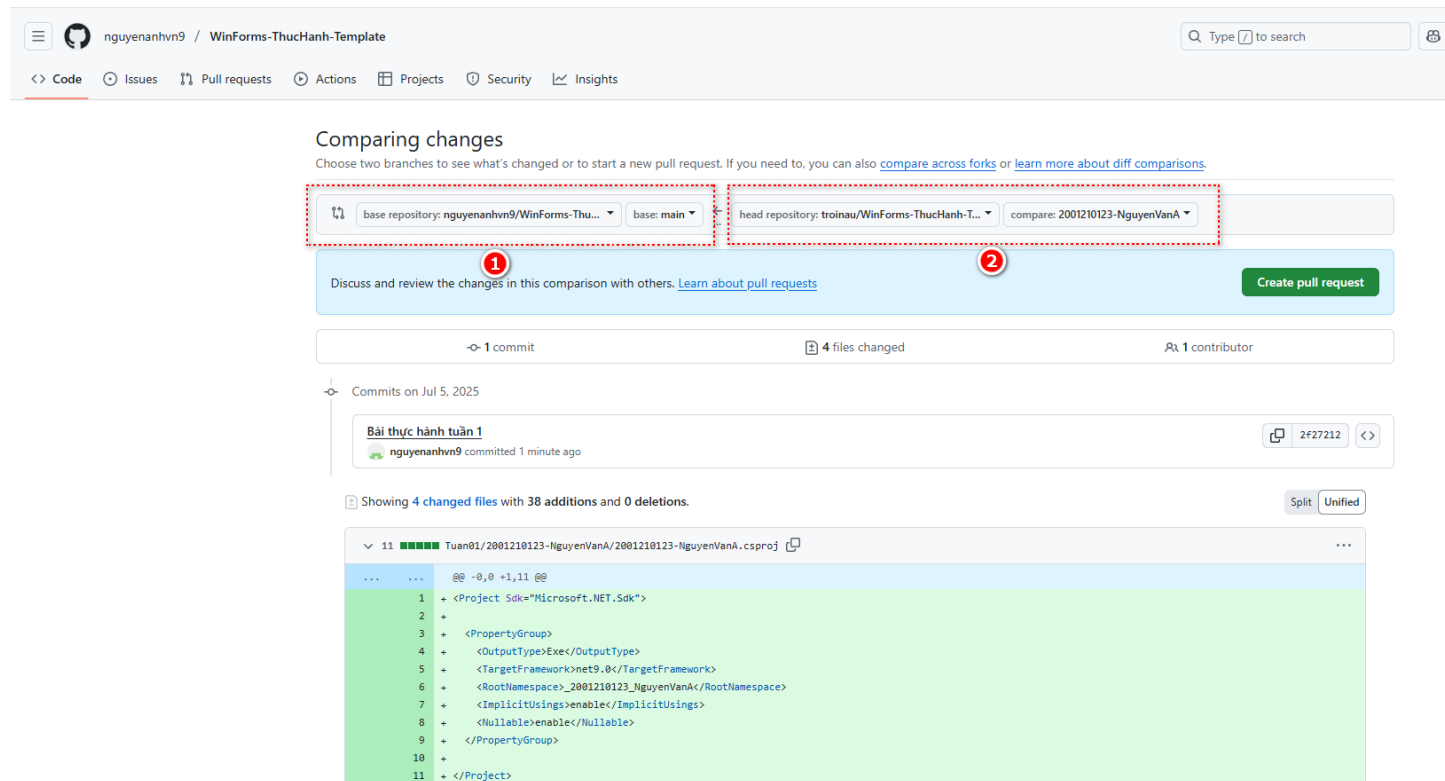 nguyenanhvn9 / WinForms-ThucHanh-Template
Type / to search
Code Issues Pull requests Actions Projects Security Insights
Comparing changes
Choose two branches to see what's changed or to start a new pull request. If you need to, you can also compare across forks or learn more about diff comparisons.
base repository: nguyenanhvn9/WinForms-Thu... base: main head repository: troinau/WinForms-ThucHanh-T... compare: 2001210123-NguyenVanA
1 2
Discuss and review the changes in this comparison with others. Learn about pull requests Create pull request
1 commit 4 files changed 1 contributor
Commits on Jul 5, 2025
Bài thực hành tuần 1
nguyenanhvn9 committed 1 minute ago 2f27212
Showing 4 changed files with 38 additions and 0 deletions. Split Unified
11 Tuan01/2001210123-NguyenVanA/2001210123-NguyenVanA.csproj ...
... ... @@ -0,0 +1,11 @@
1 + <Project Sdk="Microsoft.NET.Sdk">
2 +
3 + <PropertyGroup>
4 + <OutputType>Exe</OutputType>
5 + <TargetFramework>net9.0</TargetFramework>
6 + <RootNamespace>_2001210123_NguyenVanA</RootNamespace>
7 + <ImplicitUsings>enable</ImplicitUsings>
8 + <Nullable>enable</Nullable>
9 + </PropertyGroup>
10 +
11 + </Project>